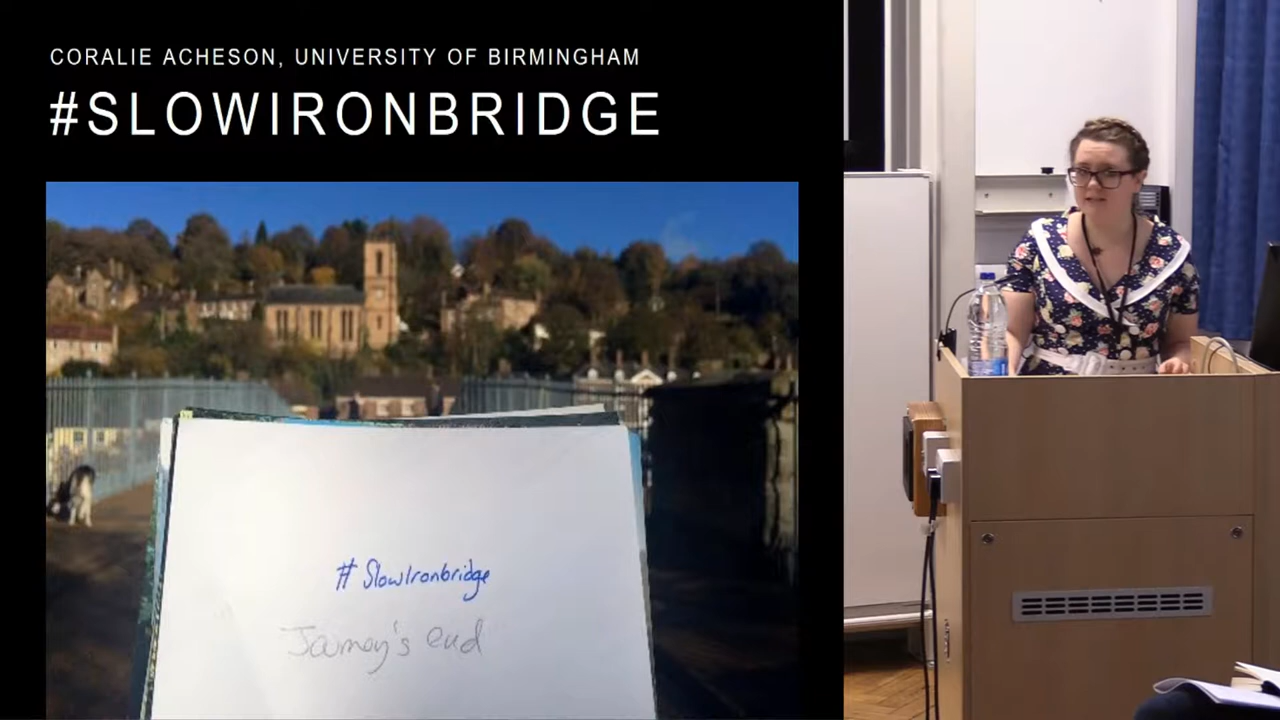 CORALIE ACHESON, UNIVERSITY OF BIRMINGHAM
#SLOWIRONBRIDGE
# SlowIronbridge
Journey's end